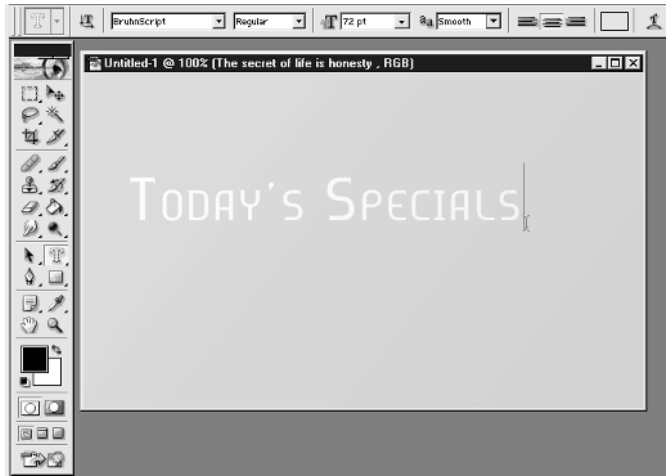 BruhnScript Regular 72 pt Smooth
Untitled-1 @ 100% (The secret of life is honesty , RGB)
Today's Specials